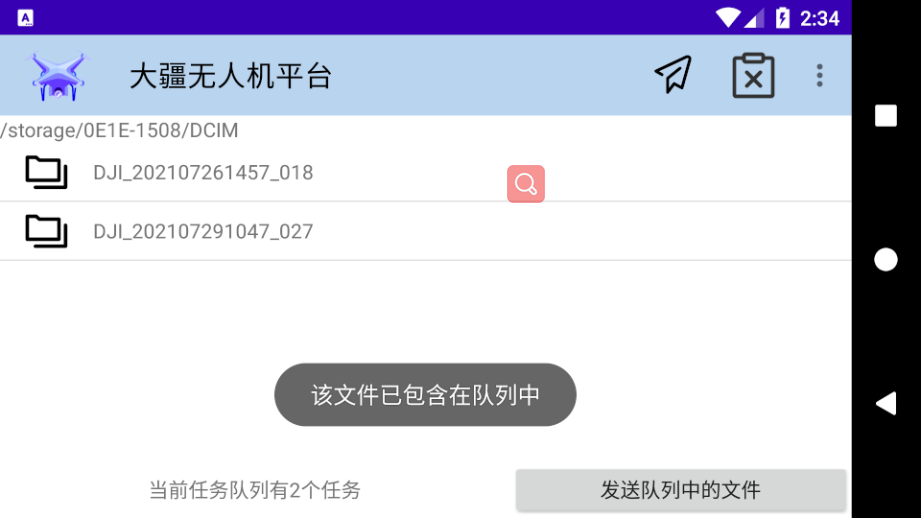 2:34
大疆无人机平台
/storage/0E1E-1508/DCIM
DJI_202107261457_018
DJI_202107291047_027
该文件已包含在队列中
当前任务队列有2个任务
发送队列中的文件